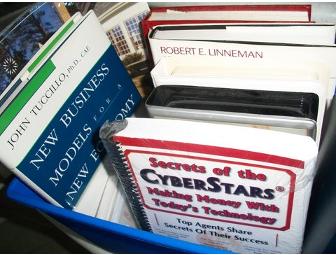 JOHN TUCCILLO, Ph.D., CAE
NEW BUSINESS
MODELS FOR A
NEW ECONOMY
ROBERT E. LINNEMAN
Secrets of the
CYBERSTARS®
Making Money With
Today's Technology
Top Agents Share
Secrets Of Their Success